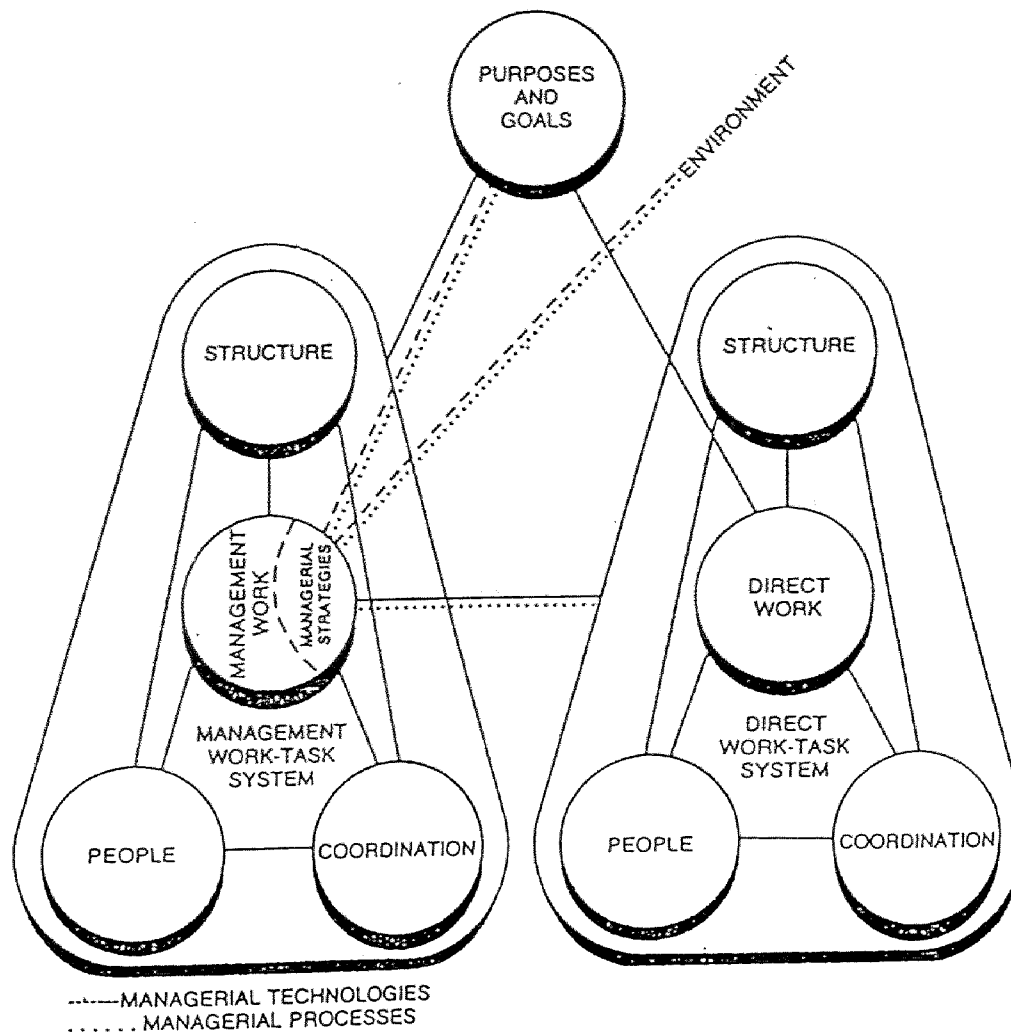 PURPOSES
AND
GOALS
ENVIRONMENT
STRUCTURE
STRUCTURE
MANAGEMENT
WORK
MANAGERIAL
STRATEGIES
DIRECT
WORK
MANAGEMENT
WORK-TASK
SYSTEM
DIRECT
WORK-TASK
SYSTEM
PEOPLE
COORDINATION
PEOPLE
COORDINATION
------MANAGERIAL TECHNOLOGIES
...... MANAGERIAL PROCESSES